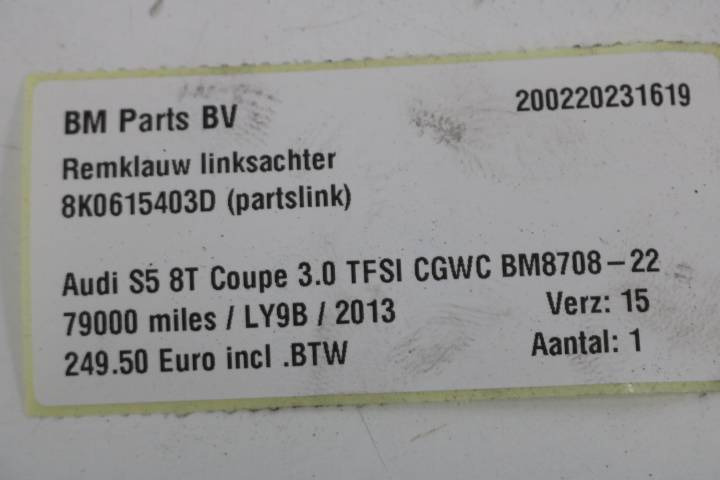 BM Parts BV 200220231619
Remklauw linksachter
8K0615403D (partslink)
Audi S5 8T Coupe 3.0 TFSI CGWC BM8708-22
79000 miles / LY9B / 2013 Verz: 15
249.50 Euro incl .BTW Aantal: 1